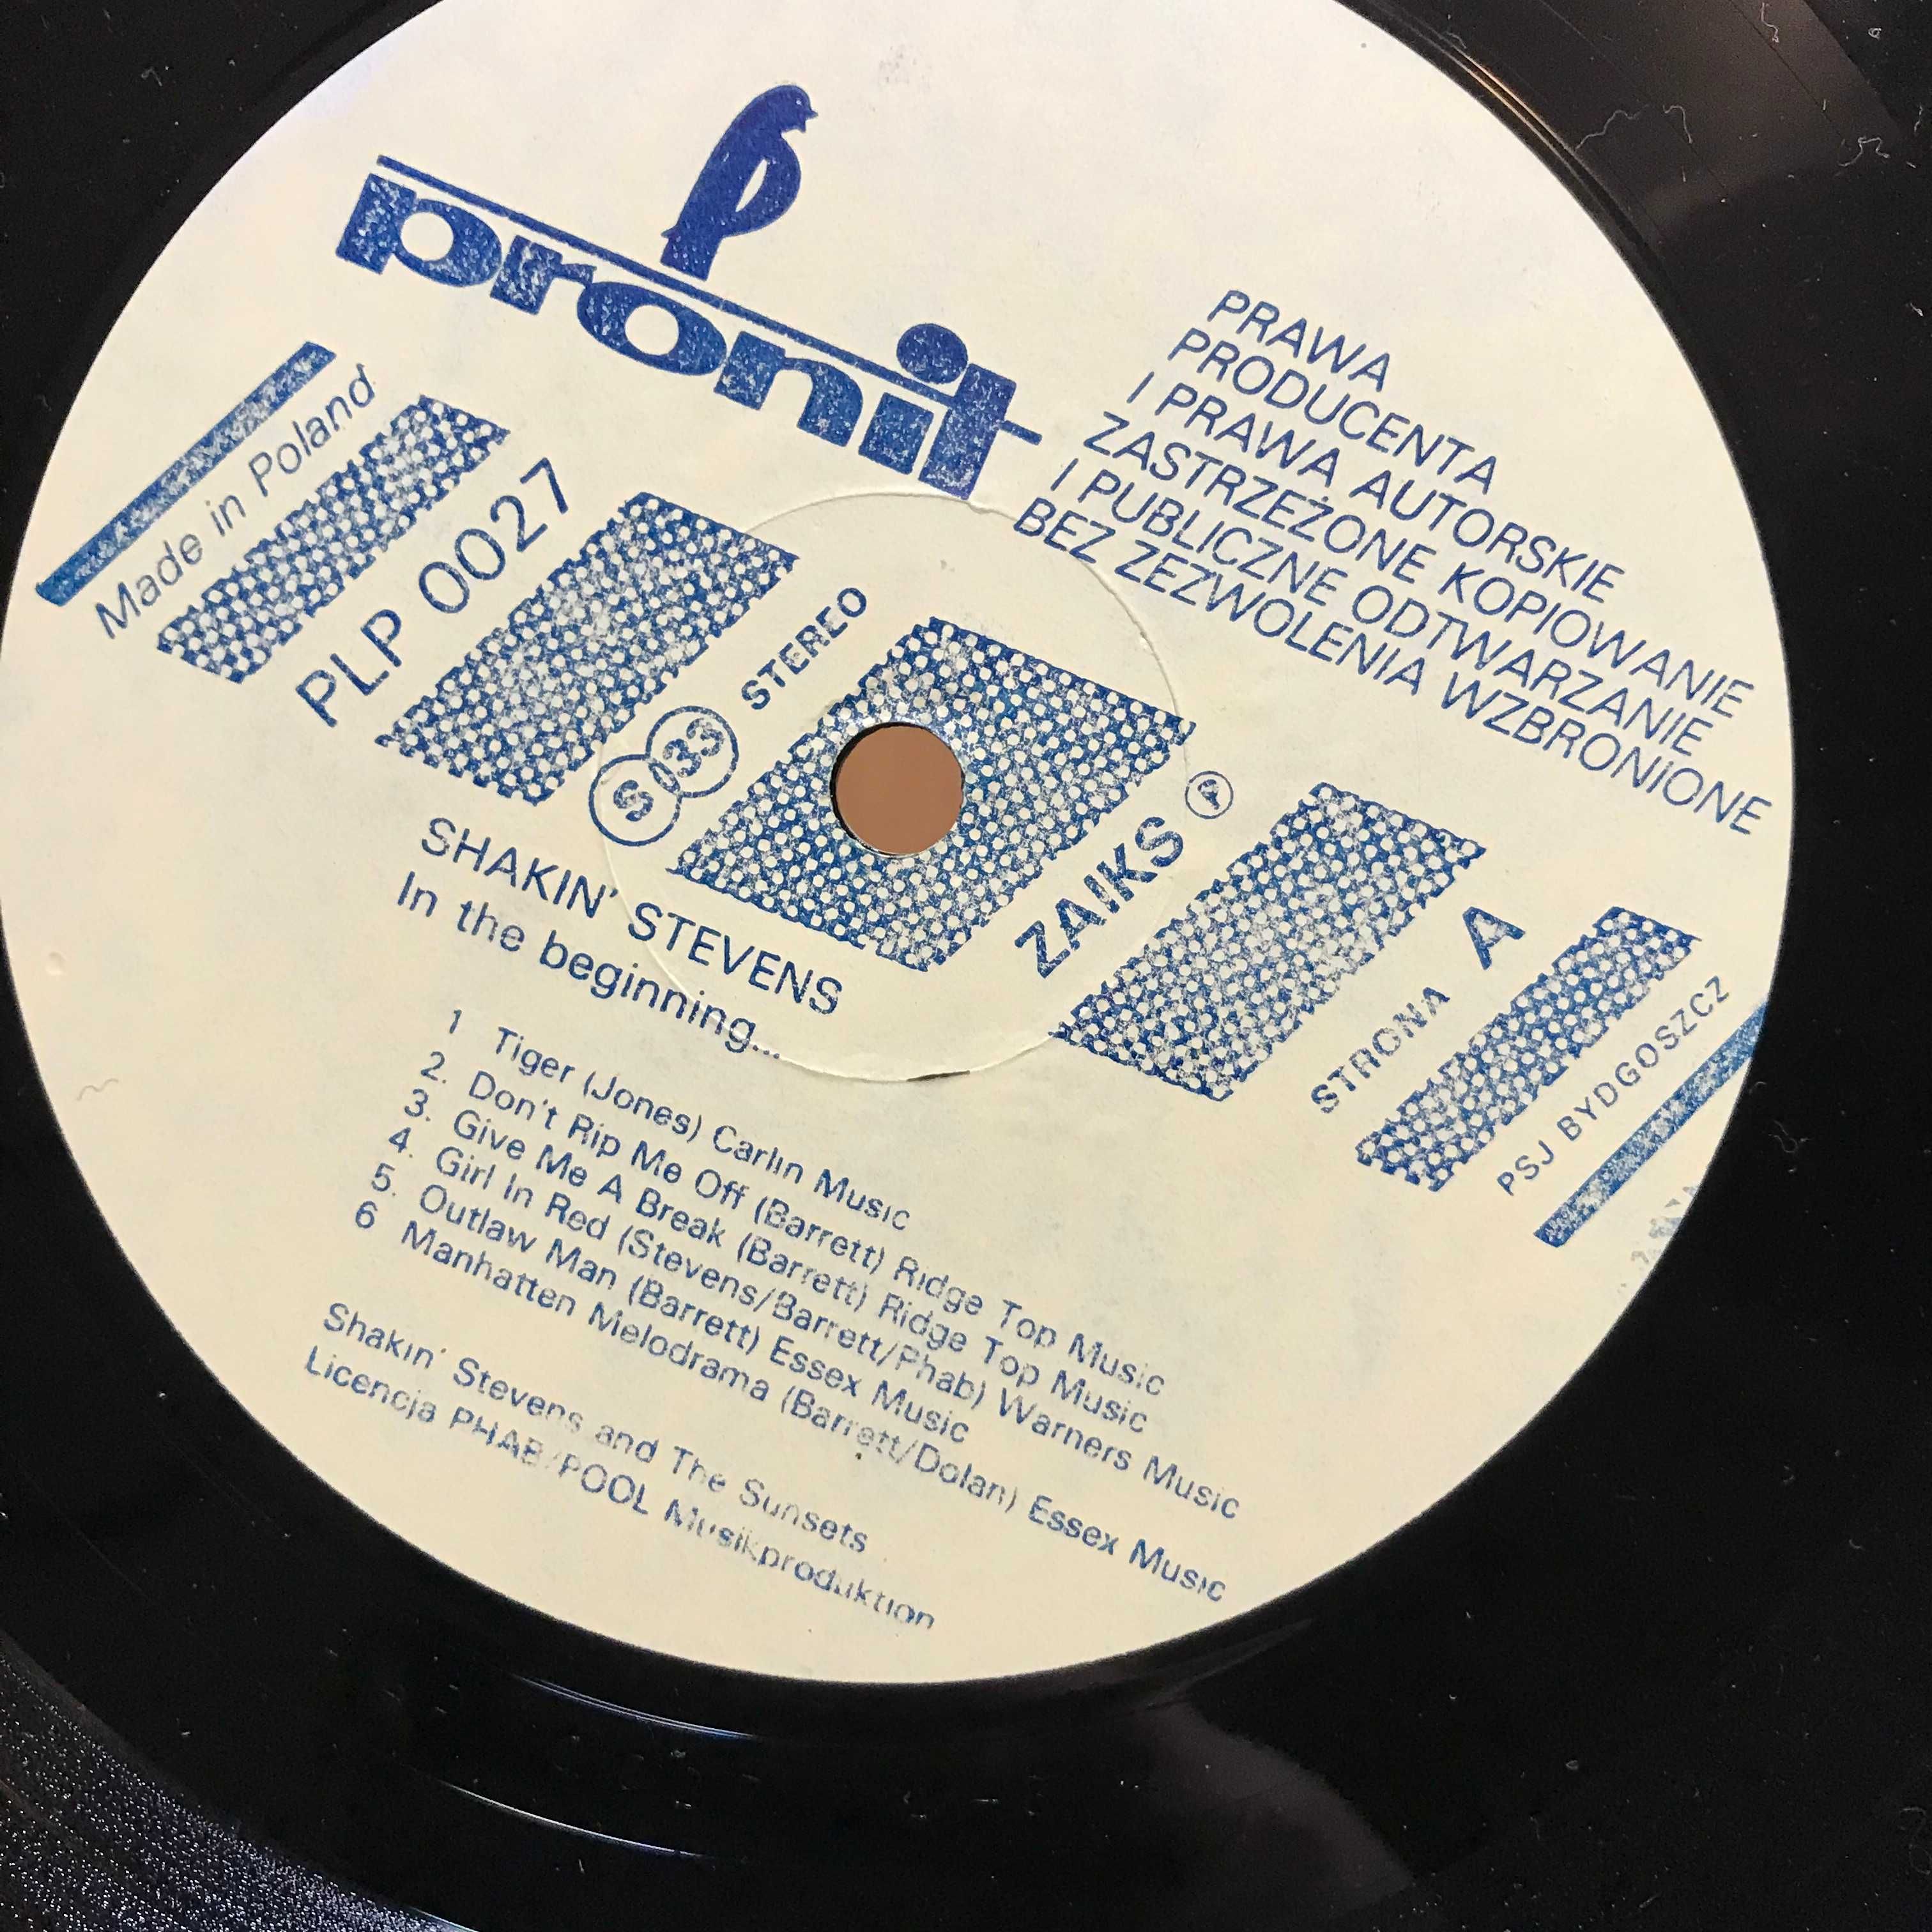 pronit
PRAWA
PRODUCENTA
I PRAWA AUTORSKIE
ZASTRZEŻONE KOPIOWANIE
I PUBLICZNE ODTWARZANIE
BEZ ZEZWOLENIA WZBRONIONE
Made in Poland
PLP 0027
S 33 STEREO
ZAIKS Ⓟ
STRONA A
PSJ BYDGOSZCZ
SHAKIN' STEVENS
In the beginning...
1 Tiger (Jones) Carlin Music
2. Don't Rip Me Off (Barrett) Ridge Top Music
3. Give Me A Break (Barrett) Ridge Top Music
4. Girl In Red (Stevens/Barrett/Phab) Warners Music
5. Outlaw Man (Barrett) Essex Music
6 Manhatten Melodrama (Barrett/Dolan) Essex Music
Shakin' Stevens and The Sunsets
Licencja PHAB/POOL Musikproduktion